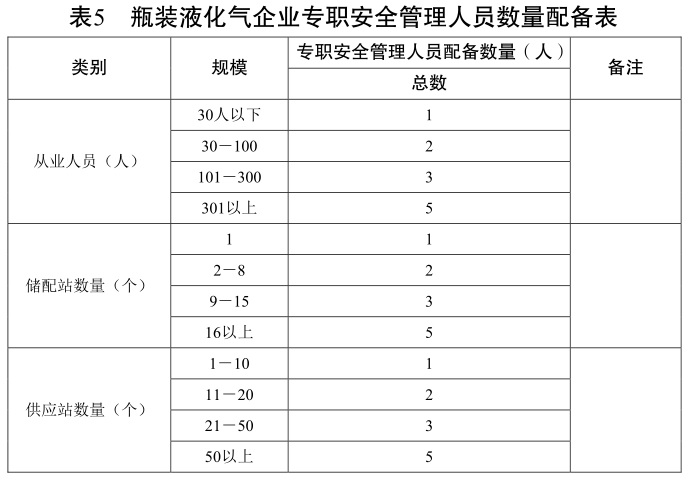 表5 瓶装液化气企业专职安全管理人员数量配备表
类别 规模 专职安全管理人员配备数量（人） 备注
总数
从业人员（人）
30人以下 1
30－100 2
101－300 3
301以上 5
储配站数量（个）
1 1
2－8 2
9－15 3
16以上 5
供应站数量（个）
1－10 1
11－20 2
21－50 3
50以上 5